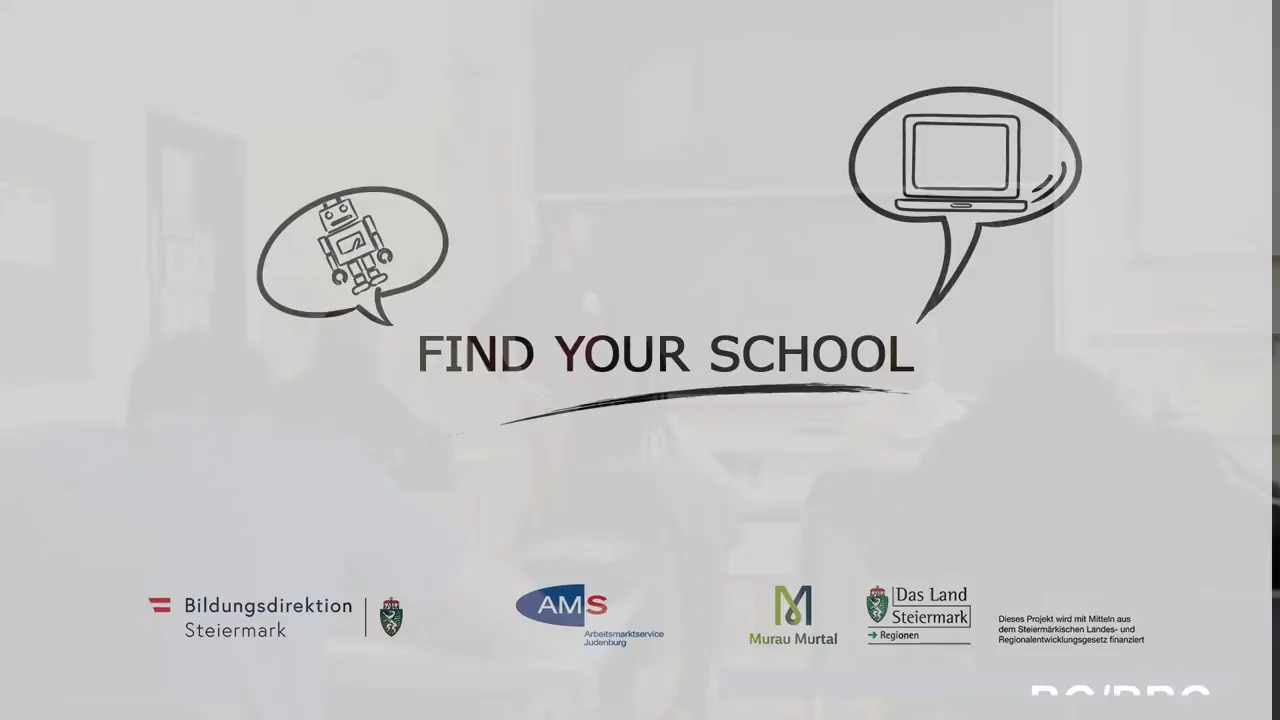 FIND YOUR SCHOOL
Bildungsdirektion
Steiermark
AMS
Arbeitsmarktservice
Judenburg
Murau Murtal
Das Land
Steiermark
→ Regionen
Dieses Projekt wird mit Mitteln aus
dem Steiermärkischen Landes- und
Regionalentwicklungsgesetz finanziert